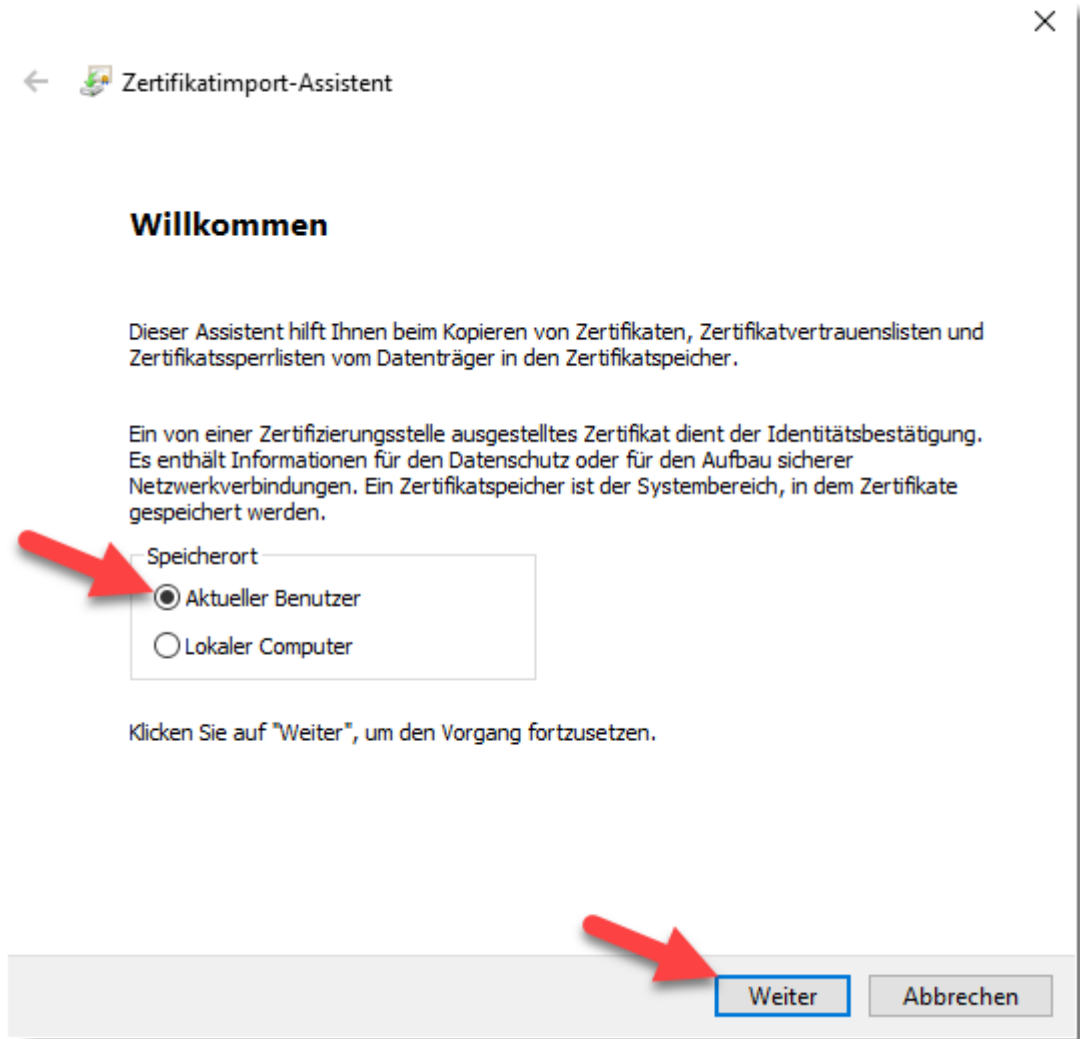 Zertifikatimport-Assistent
Willkommen
Dieser Assistent hilft Ihnen beim Kopieren von Zertifikaten, Zertifikatvertrauenslisten und
Zertifikatssperrlisten vom Datenträger in den Zertifikatspeicher.
Ein von einer Zertifizierungsstelle ausgestelltes Zertifikat dient der Identitätsbestätigung.
Es enthält Informationen für den Datenschutz oder für den Aufbau sicherer
Netzwerkverbindungen. Ein Zertifikatspeicher ist der Systembereich, in dem Zertifikate
gespeichert werden.
Speicherort
Aktueller Benutzer
Lokaler Computer
Klicken Sie auf "Weiter", um den Vorgang fortzusetzen.
Weiter Abbrechen